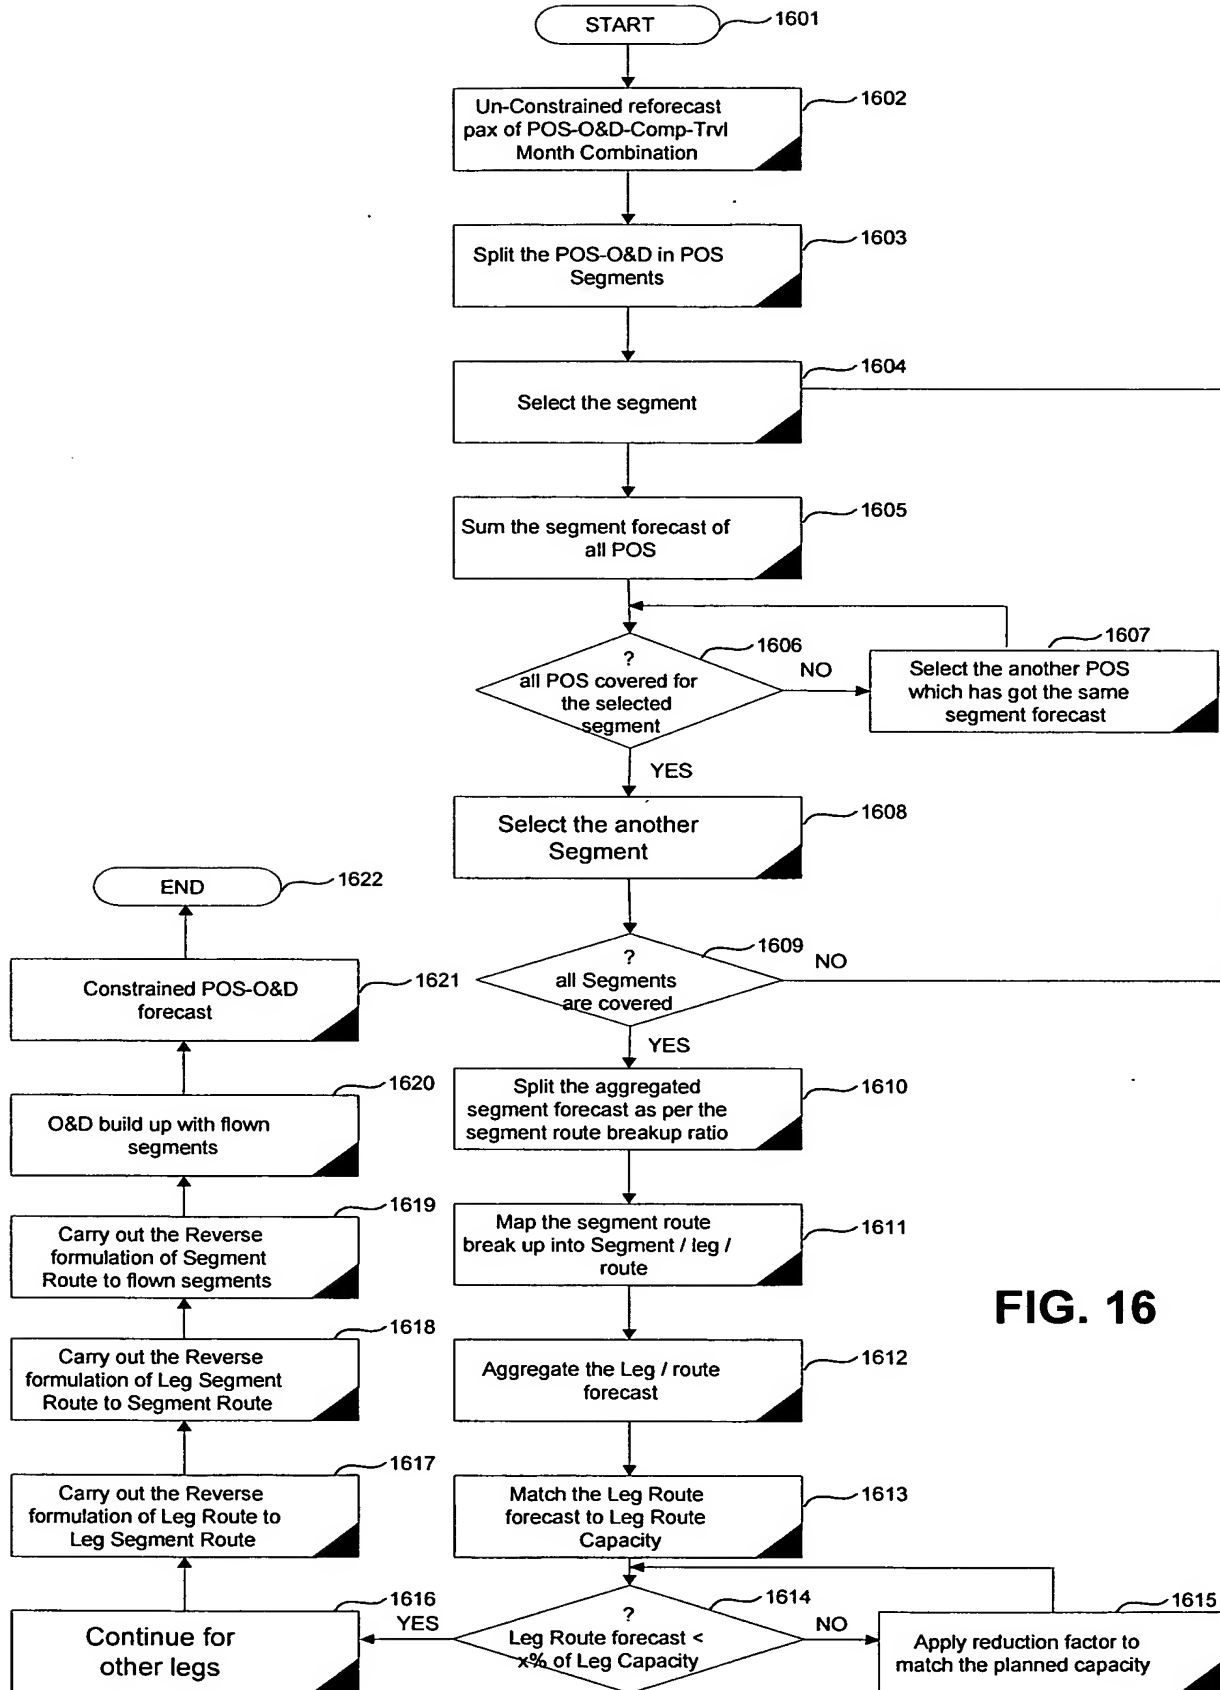 START
1601
Un-Constrained reforecast
pax of POS-O&D-Comp-Trvl
Month Combination
1602
Split the POS-O&D in POS
Segments
1603
Select the segment
1604
Sum the segment forecast of
all POS
1605
?
all POS covered for
the selected
segment
1606
NO
Select the another POS
which has got the same
segment forecast
1607
YES
Select the another
Segment
1608
?
all Segments
are covered
1609
NO
YES
Split the aggregated
segment forecast as per the
segment route breakup ratio
1610
Map the segment route
break up into Segment / leg /
route
1611
Aggregate the Leg / route
forecast
1612
Match the Leg Route
forecast to Leg Route
Capacity
1613
?
Leg Route forecast <
x% of Leg Capacity
1614
NO
Apply reduction factor to
match the planned capacity
1615
YES
Continue for
other legs
1616
Carry out the Reverse
formulation of Leg Route to
Leg Segment Route
1617
Carry out the Reverse
formulation of Leg Segment
Route to Segment Route
1618
Carry out the Reverse
formulation of Segment
Route to flown segments
1619
O&D build up with flown
segments
1620
Constrained POS-O&D
forecast
1621
END
1622
FIG. 16